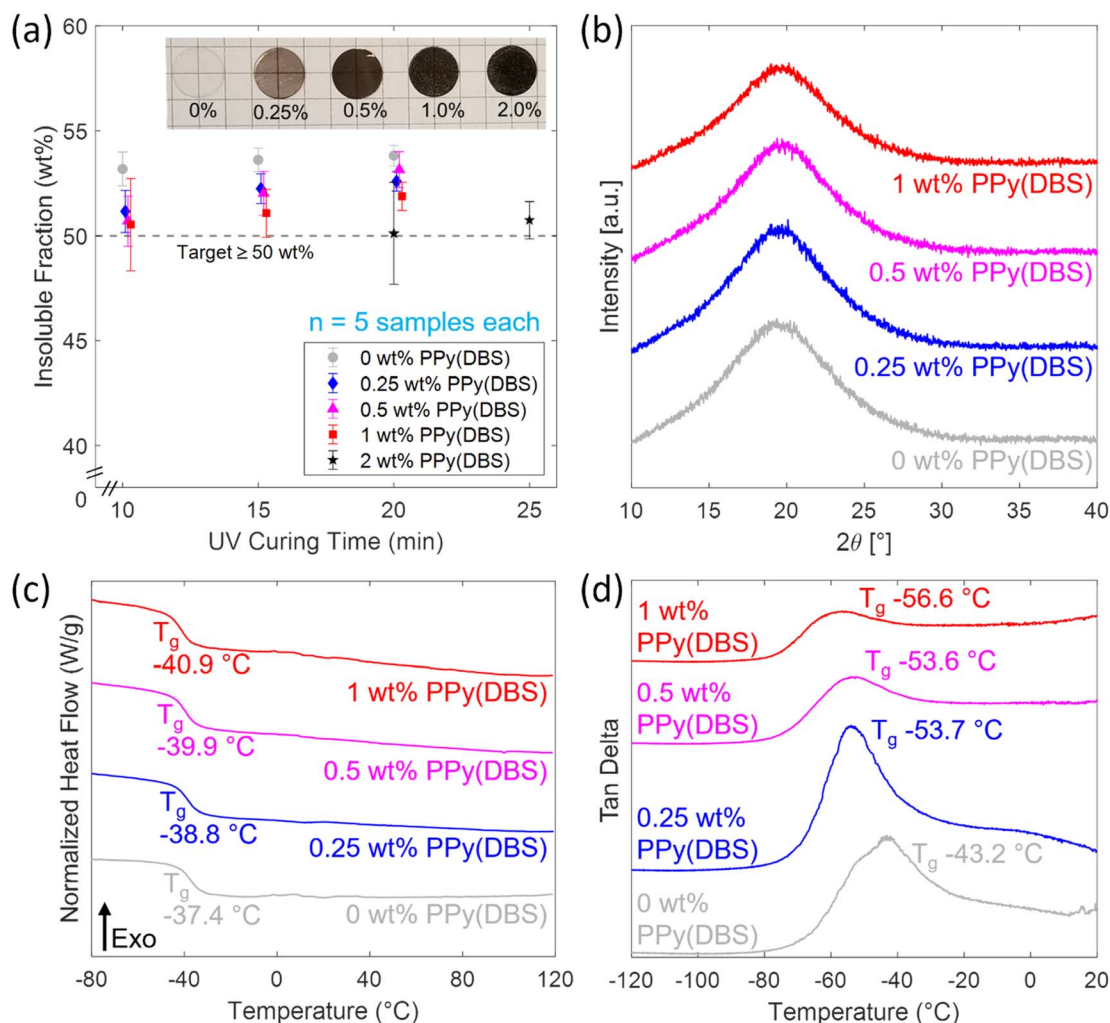 (a)
60
55
50
45
40
0
Insoluble Fraction (wt%)
0%
0.25%
0.5%
1.0%
2.0%
Target ≥ 50 wt%
n = 5 samples each
0 wt% PPy(DBS)
0.25 wt% PPy(DBS)
0.5 wt% PPy(DBS)
1 wt% PPy(DBS)
2 wt% PPy(DBS)
10 15 20 25
UV Curing Time (min)
(b)
Intensity [a.u.]
1 wt% PPy(DBS)
0.5 wt% PPy(DBS)
0.25 wt% PPy(DBS)
0 wt% PPy(DBS)
10 15 20 25 30 35 40
2θ [°]
(c)
Normalized Heat Flow (W/g)
Tg
-40.9 °C
1 wt% PPy(DBS)
Tg
-39.9 °C
0.5 wt% PPy(DBS)
Tg
-38.8 °C
0.25 wt% PPy(DBS)
Tg
-37.4 °C
0 wt% PPy(DBS)
Exo
-80 -40 0 40 80 120
Temperature (°C)
(d)
Tan Delta
1 wt%
PPy(DBS)
Tg -56.6 °C
0.5 wt%
PPy(DBS)
Tg -53.6 °C
0.25 wt%
PPy(DBS)
Tg -53.7 °C
0 wt%
PPy(DBS)
Tg -43.2 °C
-120 -100 -80 -60 -40 -20 0 20
Temperature (°C)